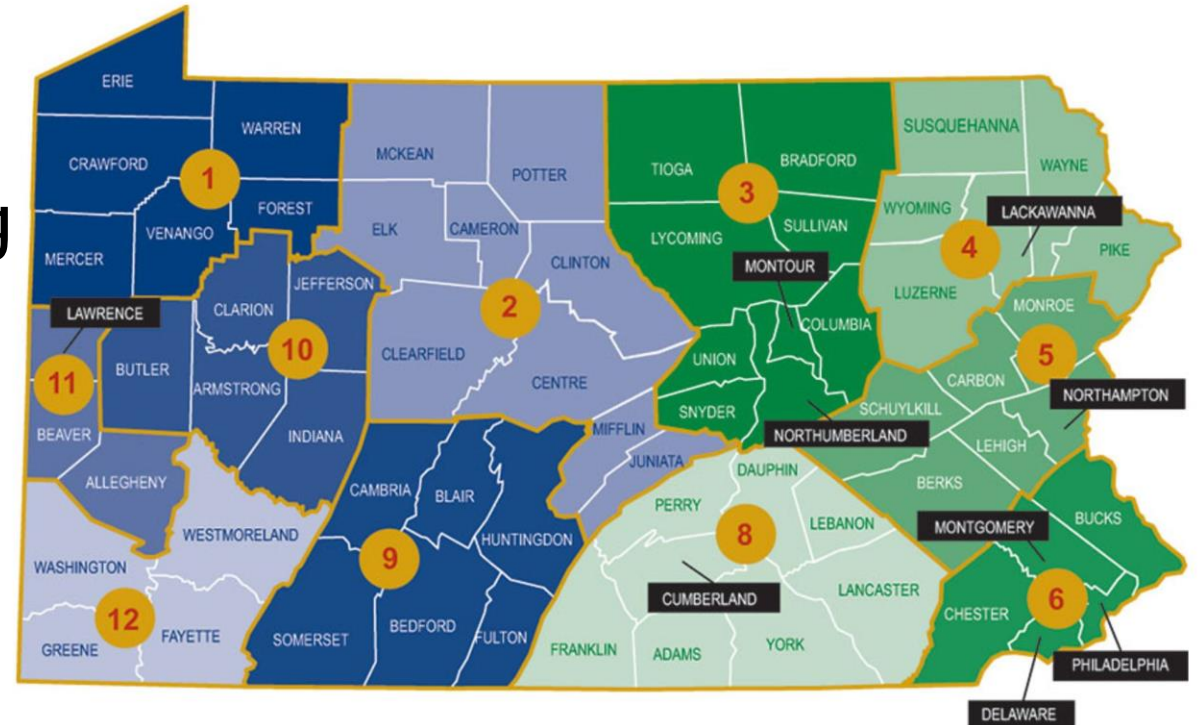 g
ERIE
WARREN
CRAWFORD
1
FOREST
VENANGO
MERCER
MCKEAN
POTTER
ELK
CAMERON
CLINTON
2
CLEARFIELD
CENTRE
MIFFLIN
JUNIATA
TIOGA
BRADFORD
3
SULLIVAN
LYCOMING
MONTOUR
COLUMBIA
UNION
SNYDER
NORTHUMBERLAND
SUSQUEHANNA
WAYNE
WYOMING
LACKAWANNA
4
PIKE
LUZERNE
MONROE
5
CARBON
NORTHAMPTON
SCHUYLKILL
LEHIGH
BERKS
JEFFERSON
CLARION
10
BUTLER
ARMSTRONG
INDIANA
LAWRENCE
11
BEAVER
ALLEGHENY
WESTMORELAND
WASHINGTON
12
FAYETTE
GREENE
CAMBRIA
BLAIR
HUNTINGDON
9
BEDFORD
SOMERSET
FULTON
DAUPHIN
PERRY
LEBANON
8
CUMBERLAND
LANCASTER
YORK
FRANKLIN
ADAMS
MONTGOMERY
BUCKS
6
CHESTER
PHILADELPHIA
DELAWARE